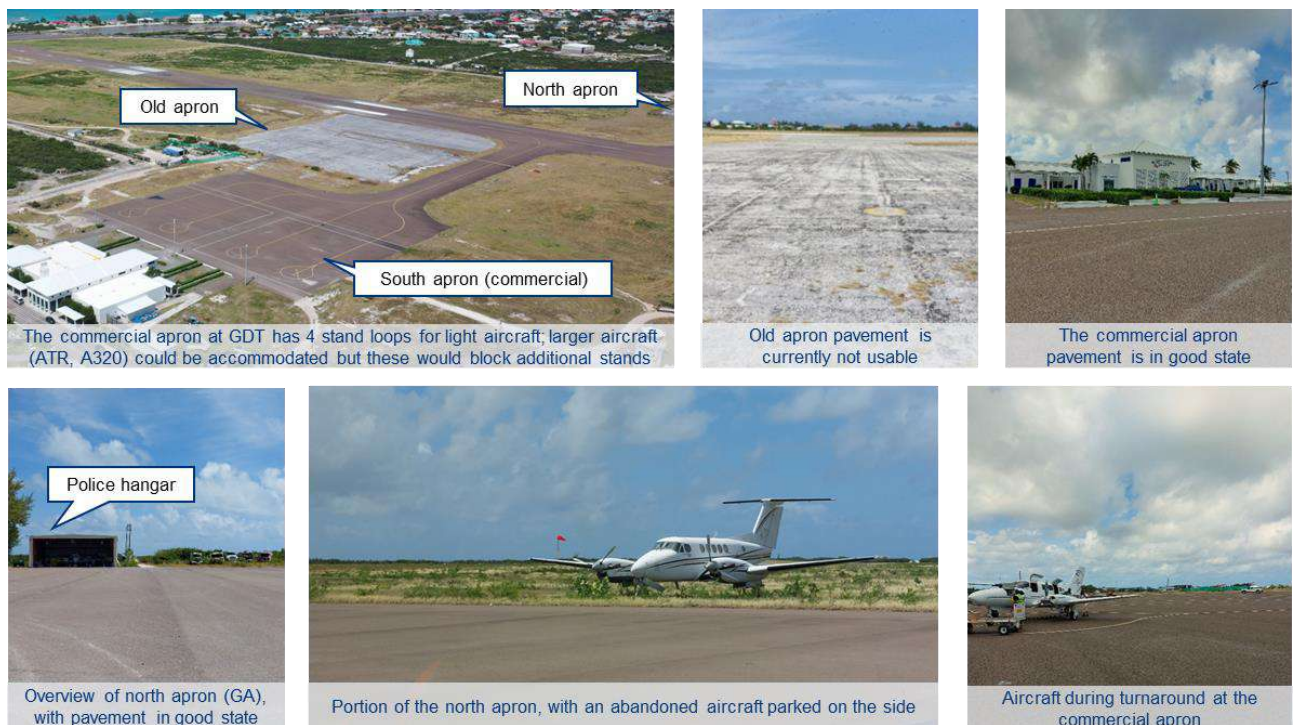 Old apron
North apron
South apron (commercial)
The commercial apron at GDT has 4 stand loops for light aircraft; larger aircraft
(ATR, A320) could be accommodated but these would block additional stands
Old apron pavement is
currently not usable
The commercial apron
pavement is in good state
Police hangar
Overview of north apron (GA),
with pavement in good state
Portion of the north apron, with an abandoned aircraft parked on the side
Aircraft during turnaround at the
commercial apron